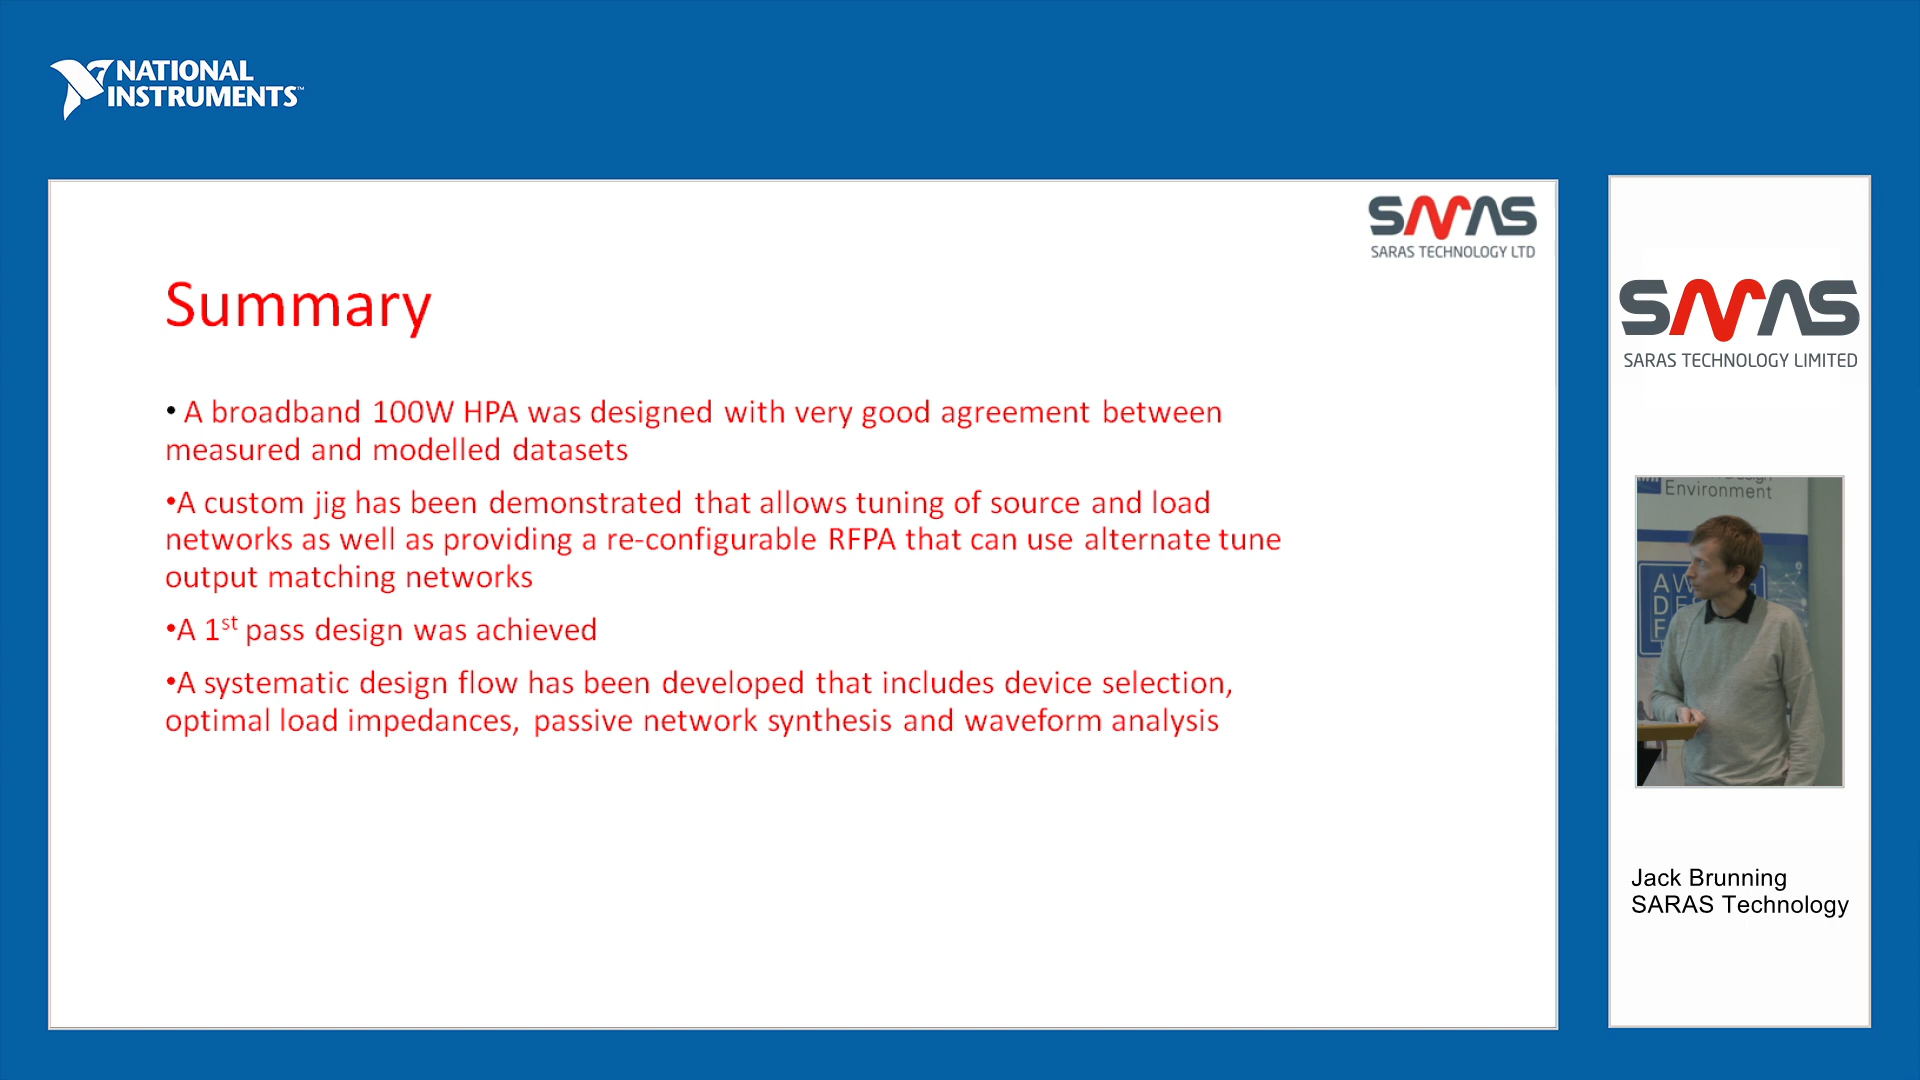 NATIONAL
INSTRUMENTS™
SARAS
SARAS TECHNOLOGY LTD
Summary
• A broadband 100W HPA was designed with very good agreement between
measured and modelled datasets
•A custom jig has been demonstrated that allows tuning of source and load
networks as well as providing a re-configurable RFPA that can use alternate tune
output matching networks
•A 1st pass design was achieved
•A systematic design flow has been developed that includes device selection,
optimal load impedances, passive network synthesis and waveform analysis
SARAS
SARAS TECHNOLOGY LIMITED
Environment
Jack Brunning
SARAS Technology